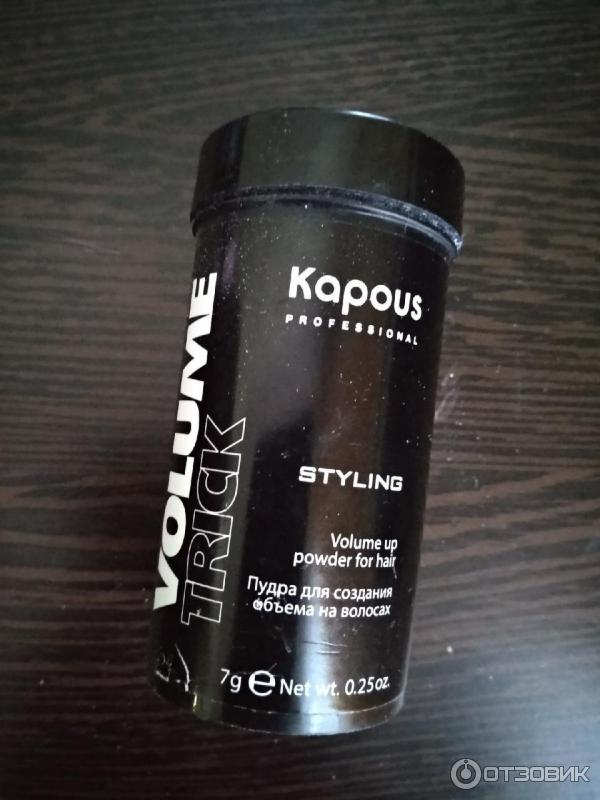 Kapous
PROFESSIONAL
VOLUME
TRICK
STYLING
Volume up
powder for hair
Пудра для создания
объема на волосах
7g e Net wt. 0.25oz.
ОТЗОВИК